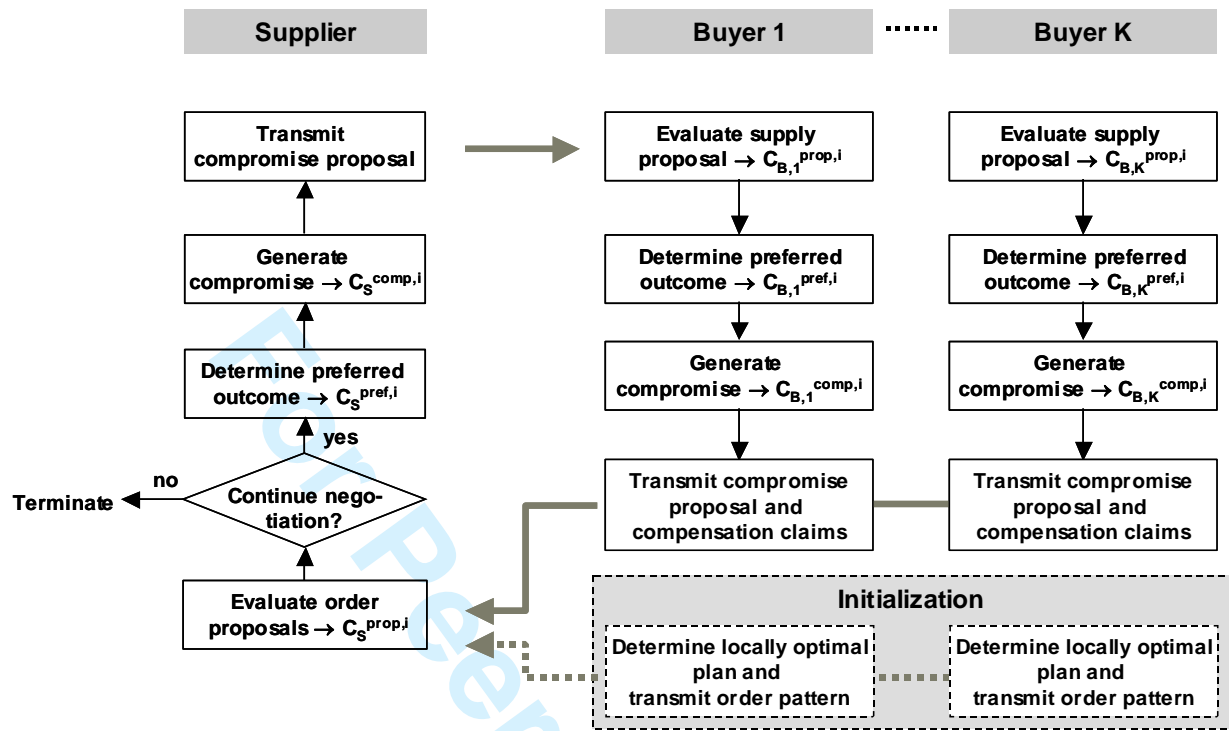 Supplier
Buyer 1
Buyer K
Transmit
compromise proposal
Generate
compromise → C_S^comp,i
Determine preferred
outcome → C_S^pref,i
yes
no
Terminate
Continue nego-
tiation?
Evaluate order
proposals → C_S^prop,i
Evaluate supply
proposal → C_B,1^prop,i
Determine preferred
outcome → C_B,1^pref,i
Generate
compromise → C_B,1^comp,i
Transmit compromise
proposal and
compensation claims
Evaluate supply
proposal → C_B,K^prop,i
Determine preferred
outcome → C_B,K^pref,i
Generate
compromise → C_B,K^comp,i
Transmit compromise
proposal and
compensation claims
Initialization
Determine locally optimal
plan and
transmit order pattern
Determine locally optimal
plan and
transmit order pattern
For Peer